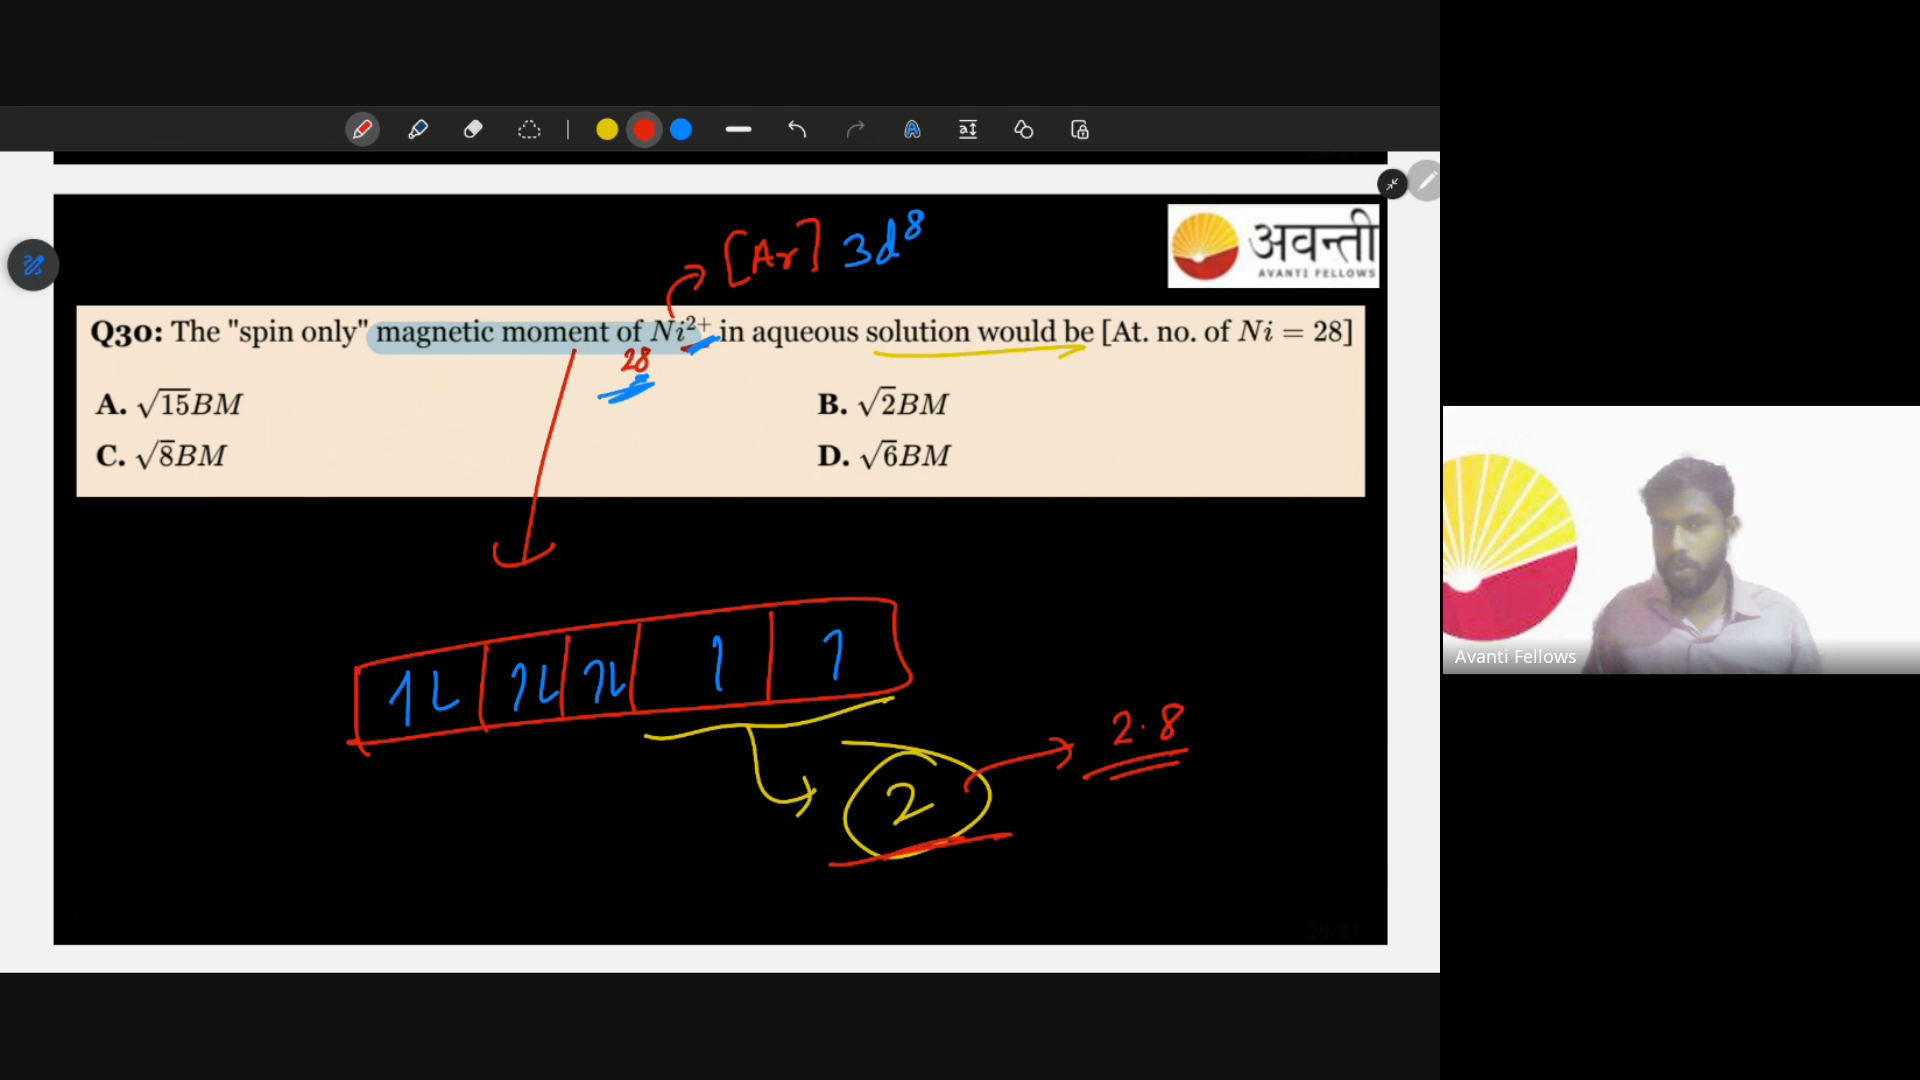 [Ar] 3d⁸
अवन्ती
AVANTI FELLOWS
Q30: The "spin only" magnetic moment of Ni²⁺ in aqueous solution would be [At. no. of Ni = 28]
28
A. √15BM
B. √2BM
C. √8BM
D. √6BM
1L 1L 1L 1 1
2.8
2
29/31
Avanti Fellows